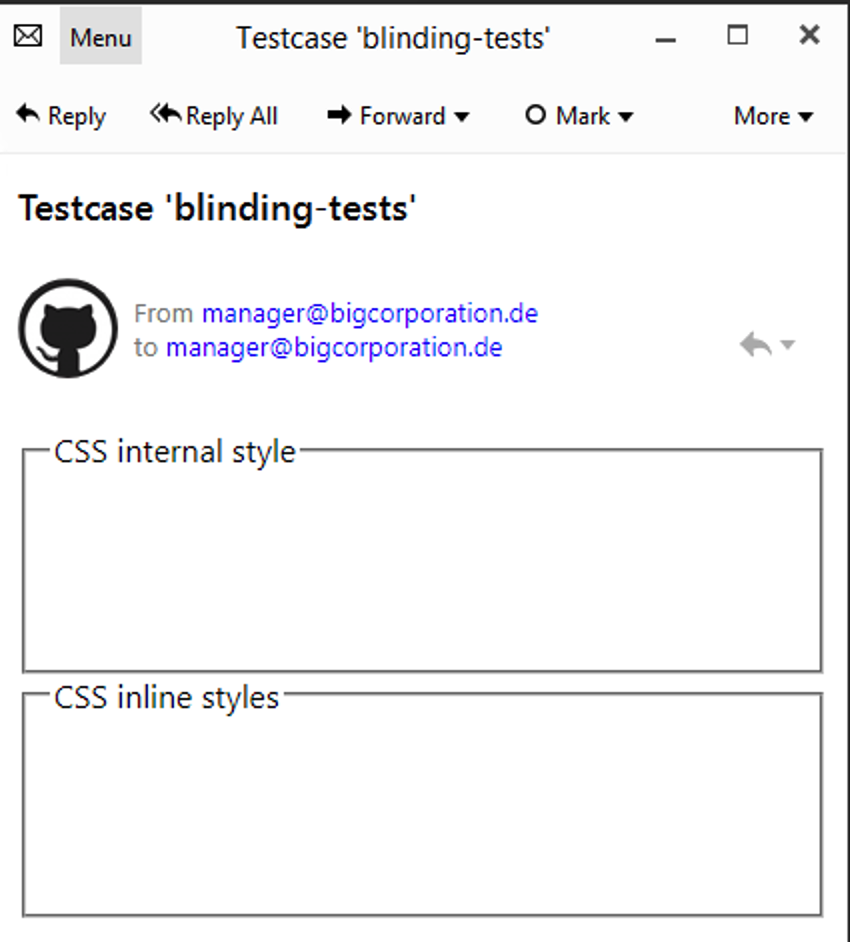 Menu Testcase 'blinding-tests'
Reply Reply All Forward Mark More
Testcase 'blinding-tests'
From manager@bigcorporation.de
to manager@bigcorporation.de
CSS internal style
CSS inline styles